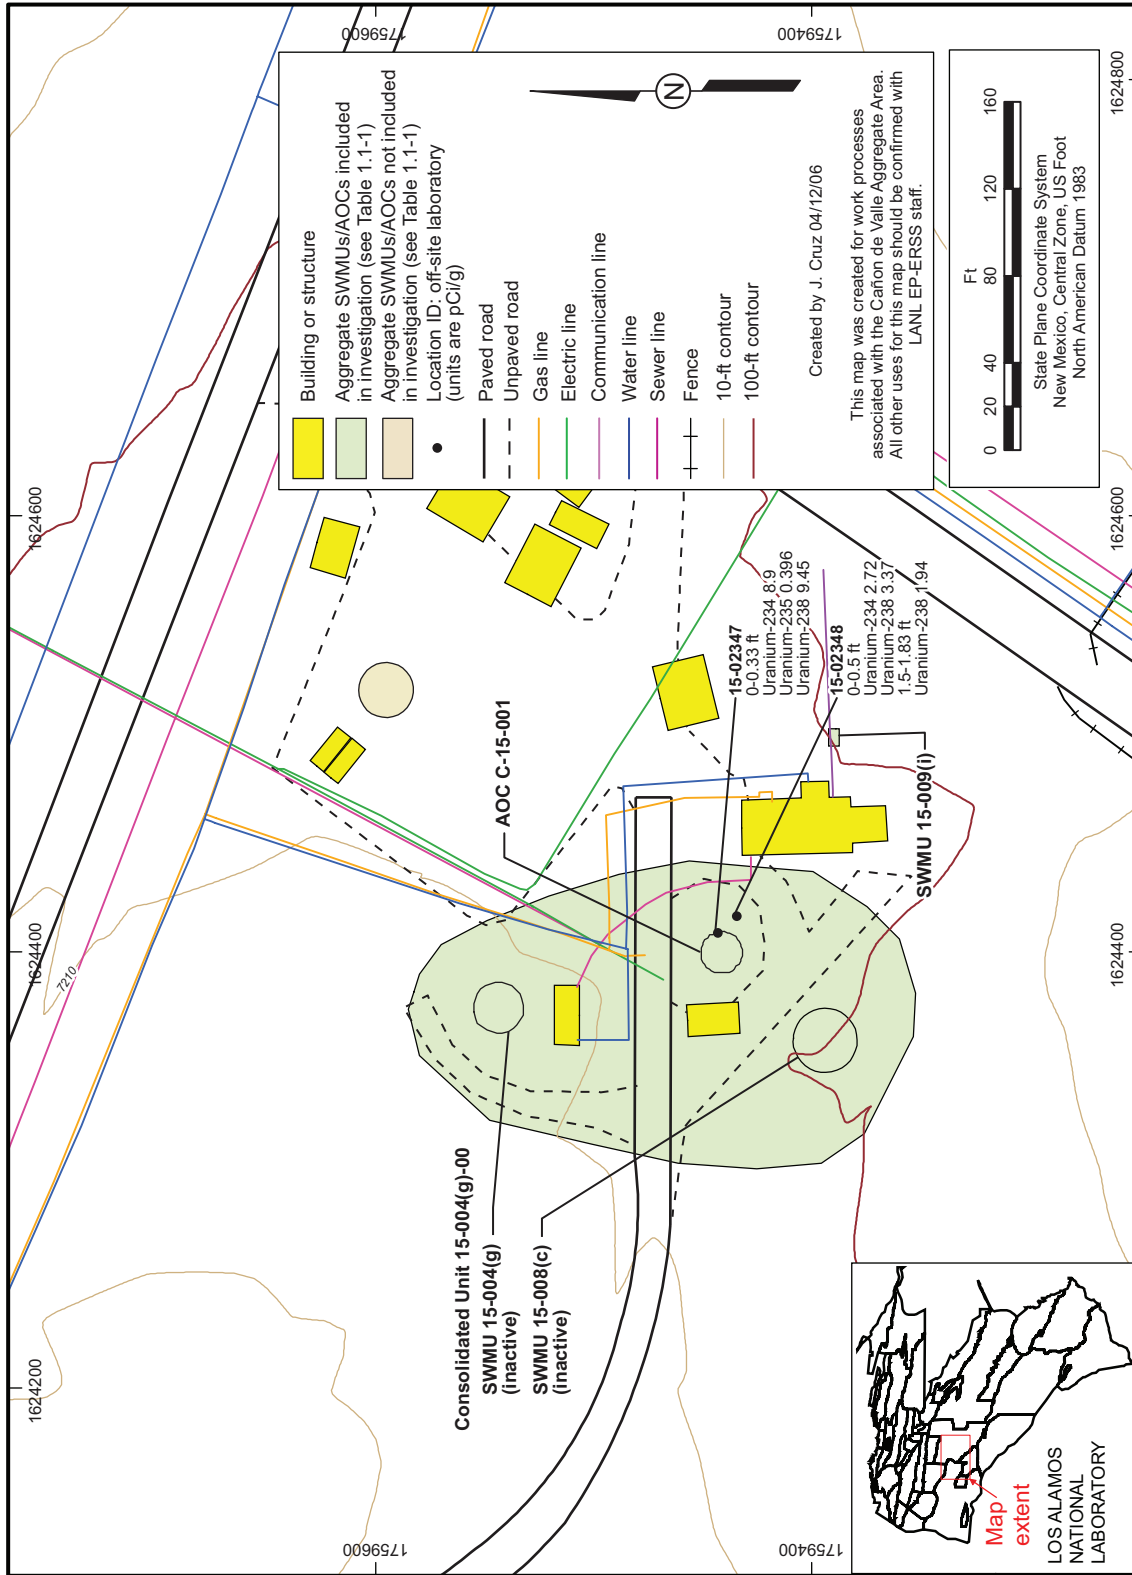 1624200
1624400
1624600
1759600
1759600
1759400
1759400
1624400
1624600
1624800
7210
Consolidated Unit 15-004(g)-00
SWMU 15-004(g)
(inactive)
SWMU 15-008(c)
(inactive)
AOC C-15-001
15-02347
0-0.33 ft
Uranium-234 8.9
Uranium-235 0.396
Uranium-238 9.45
15-02348
0-0.5 ft
Uranium-234 2.72
Uranium-238 3.37
1.5-1.83 ft
Uranium-238 1.94
SWMU 15-009(i)
Building or structure
Aggregate SWMUs/AOCs included
in investigation (see Table 1.1-1)
Aggregate SWMUs/AOCs not included
in investigation (see Table 1.1-1)
Location ID: off-site laboratory
(units are pCi/g)
Paved road
Unpaved road
Gas line
Electric line
Communication line
Water line
Sewer line
Fence
10-ft contour
100-ft contour
N
Created by J. Cruz 04/12/06
This map was created for work processes
associated with the Cañon de Valle Aggregate Area.
All other uses for this map should be confirmed with
LANL EP-ERSS staff.
Ft
0 20 40 80 120 160
State Plane Coordinate System
New Mexico, Central Zone, US Foot
North American Datum 1983
Map
extent
LOS ALAMOS
NATIONAL
LABORATORY